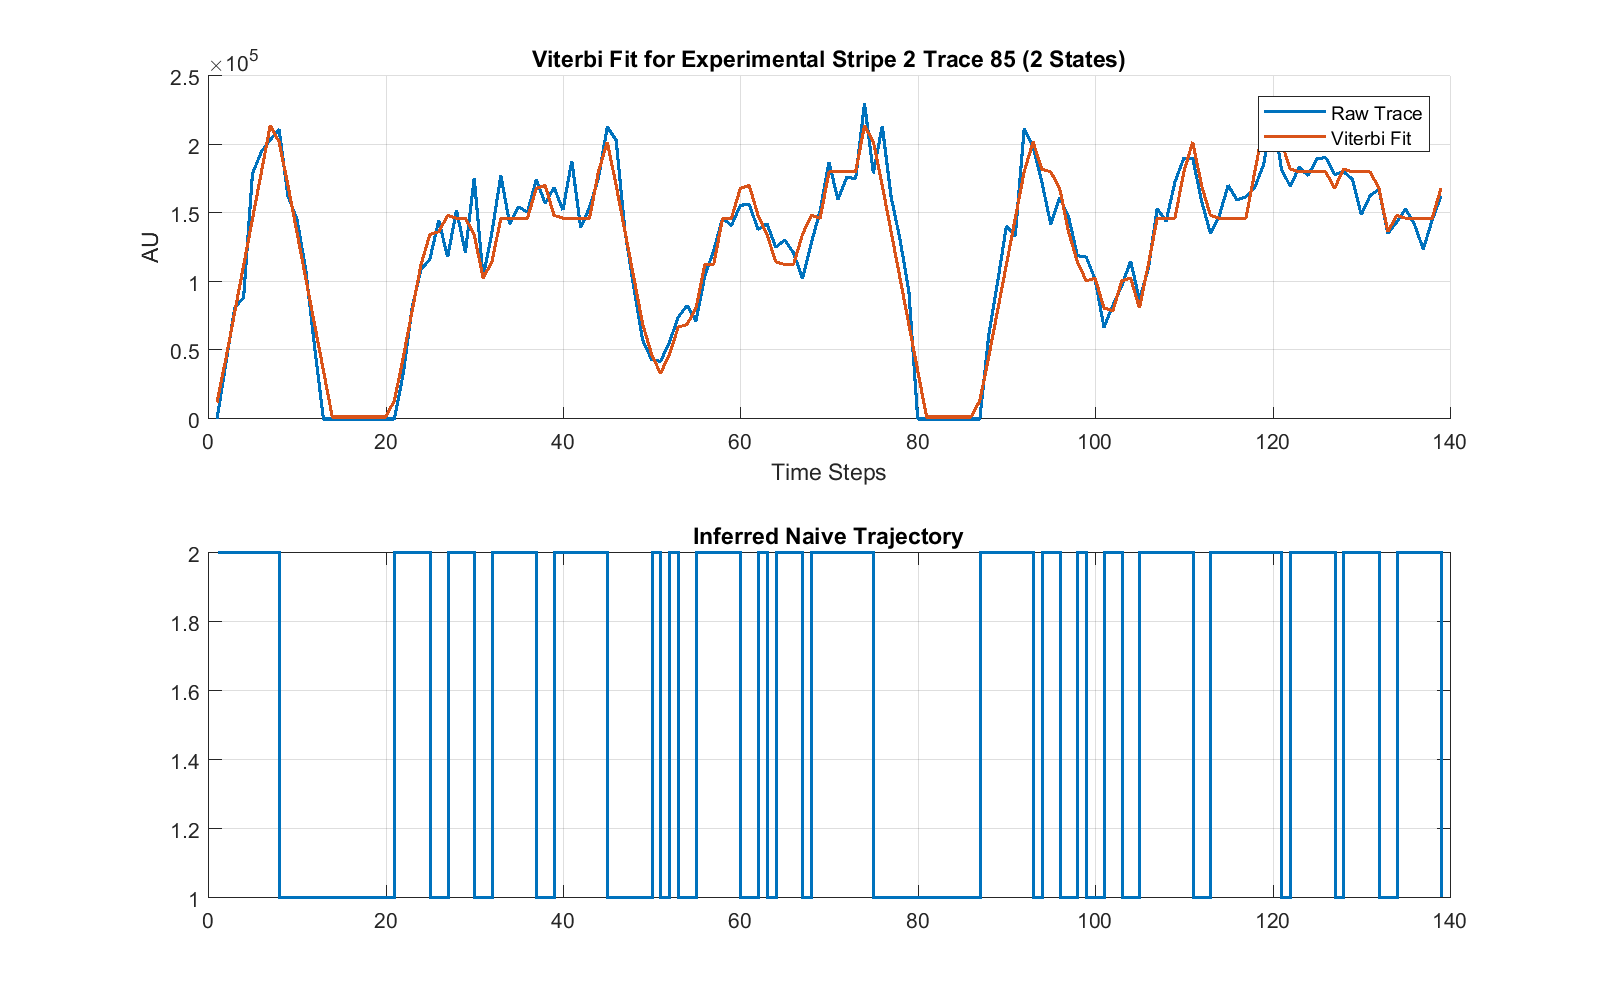 Viterbi Fit for Experimental Stripe 2 Trace 85 (2 States)
×10^5
2.5
2
1.5
1
0.5
0
AU
Raw Trace
Viterbi Fit
0 20 40 60 80 100 120 140
Time Steps
Inferred Naive Trajectory
2
1.8
1.6
1.4
1.2
1
0 20 40 60 80 100 120 140